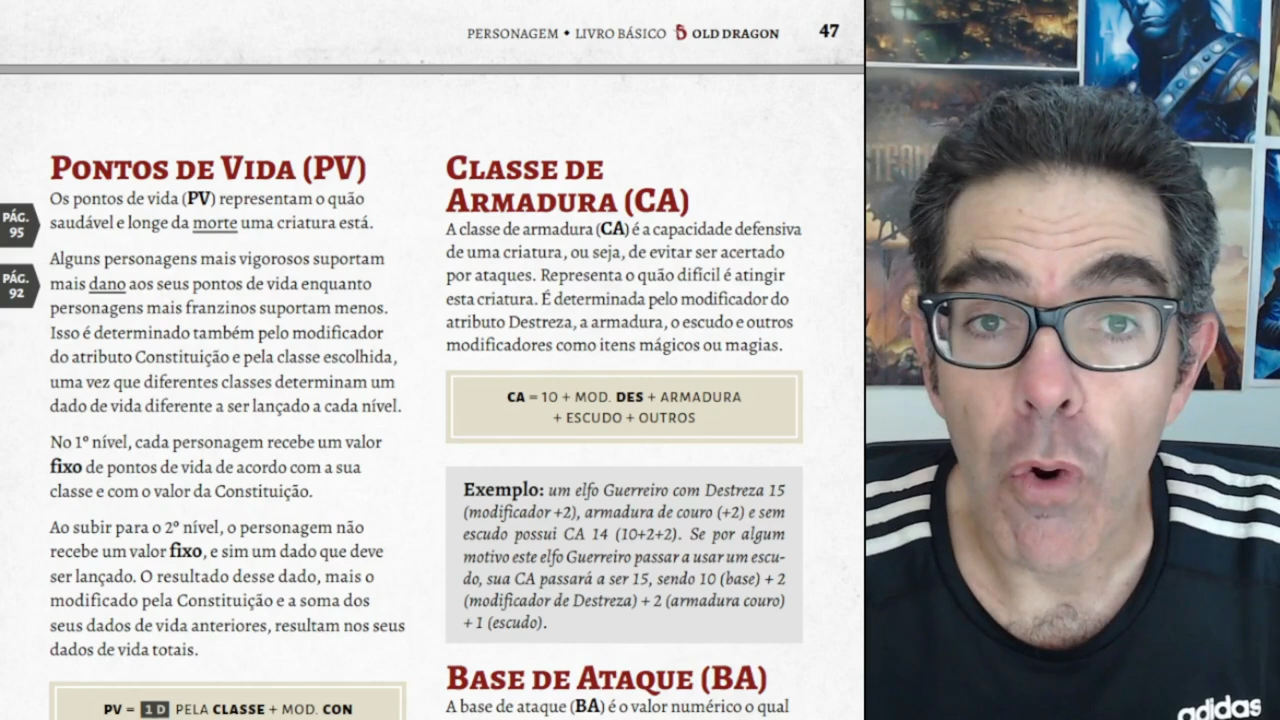 PERSONAGEM • LIVRO BÁSICO OLD DRAGON 47
PONTOS DE VIDA (PV)
Os pontos de vida (PV) representam o quão
saudável e longe da morte uma criatura está.
PÁG.
95
Alguns personagens mais vigorosos suportam
mais dano aos seus pontos de vida enquanto
personagens mais franzinos suportam menos.
Isso é determinado também pelo modificador
do atributo Constituição e pela classe escolhida,
uma vez que diferentes classes determinam um
dado de vida diferente a ser lançado a cada nível.
PÁG.
92
No 1º nível, cada personagem recebe um valor
fixo de pontos de vida de acordo com a sua
classe e com o valor da Constituição.
Ao subir para o 2º nível, o personagem não
recebe um valor fixo, e sim um dado que deve
ser lançado. O resultado desse dado, mais o
modificado pela Constituição e a soma dos
seus dados de vida anteriores, resultam nos seus
dados de vida totais.
PV = 1 D PELA CLASSE + MOD. CON
CLASSE DE
ARMADURA (CA)
A classe de armadura (CA) é a capacidade defensiva
de uma criatura, ou seja, de evitar ser acertado
por ataques. Representa o quão difícil é atingir
esta criatura. É determinada pelo modificador do
atributo Destreza, a armadura, o escudo e outros
modificadores como itens mágicos ou magias.
CA = 10 + MOD. DES + ARMADURA
+ ESCUDO + OUTROS
Exemplo: um elfo Guerreiro com Destreza 15
(modificador +2), armadura de couro (+2) e sem
escudo possui CA 14 (10+2+2). Se por algum
motivo este elfo Guerreiro passar a usar um escu-
do, sua CA passará a ser 15, sendo 10 (base) + 2
(modificador de Destreza) + 2 (armadura couro)
+ 1 (escudo).
BASE DE ATAQUE (BA)
A base de ataque (BA) é o valor numérico o qual
adidas